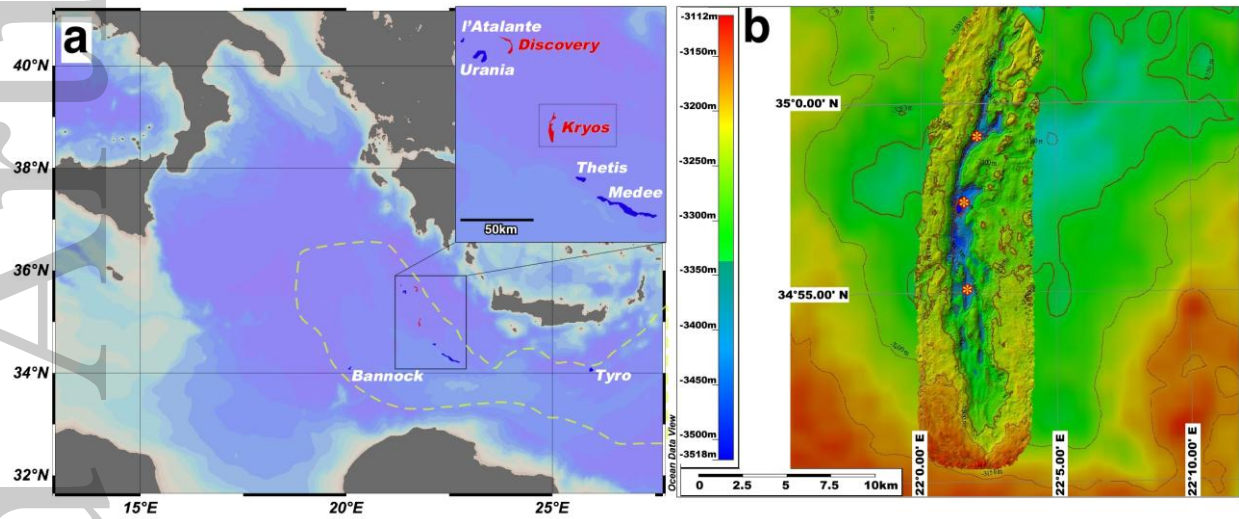 a
40°N
38°N
36°N
34°N
32°N
15°E
20°E
25°E
l'Atalante
Discovery
Urania
Kryos
Thetis
Medee
50km
Bannock
Tyro
Ocean Data View
-3112m
-3150m
-3200m
-3250m
-3300m
-3350m
-3400m
-3450m
-3500m
-3518m
b
35°0.00' N
34°55.00' N
22°0.00' E
22°5.00' E
22°10.00' E
0 2.5 5 7.5 10km